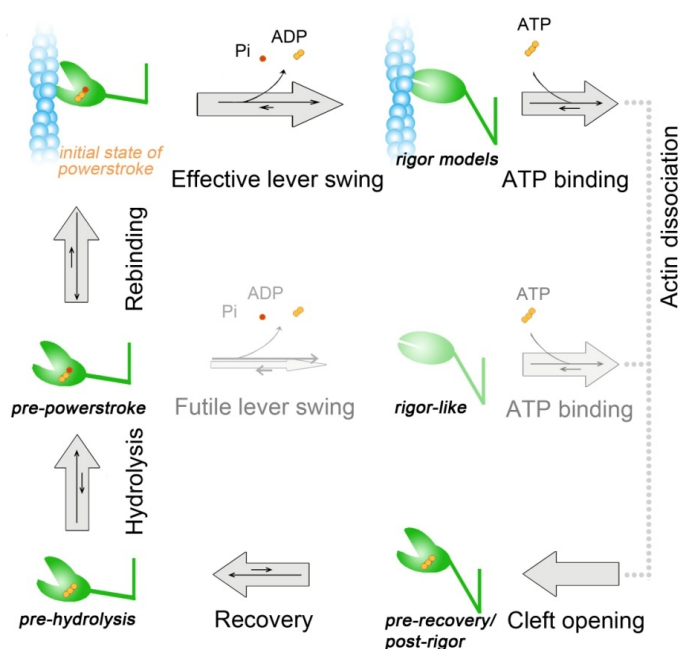 Pi
ADP
ATP
initial state of
powerstroke
Effective lever swing
rigor models
ATP binding
Actin dissociation
Rebinding
Pi
ADP
ATP
pre-powerstroke
Futile lever swing
rigor-like
ATP binding
Hydrolysis
pre-hydrolysis
Recovery
pre-recovery/
post-rigor
Cleft opening